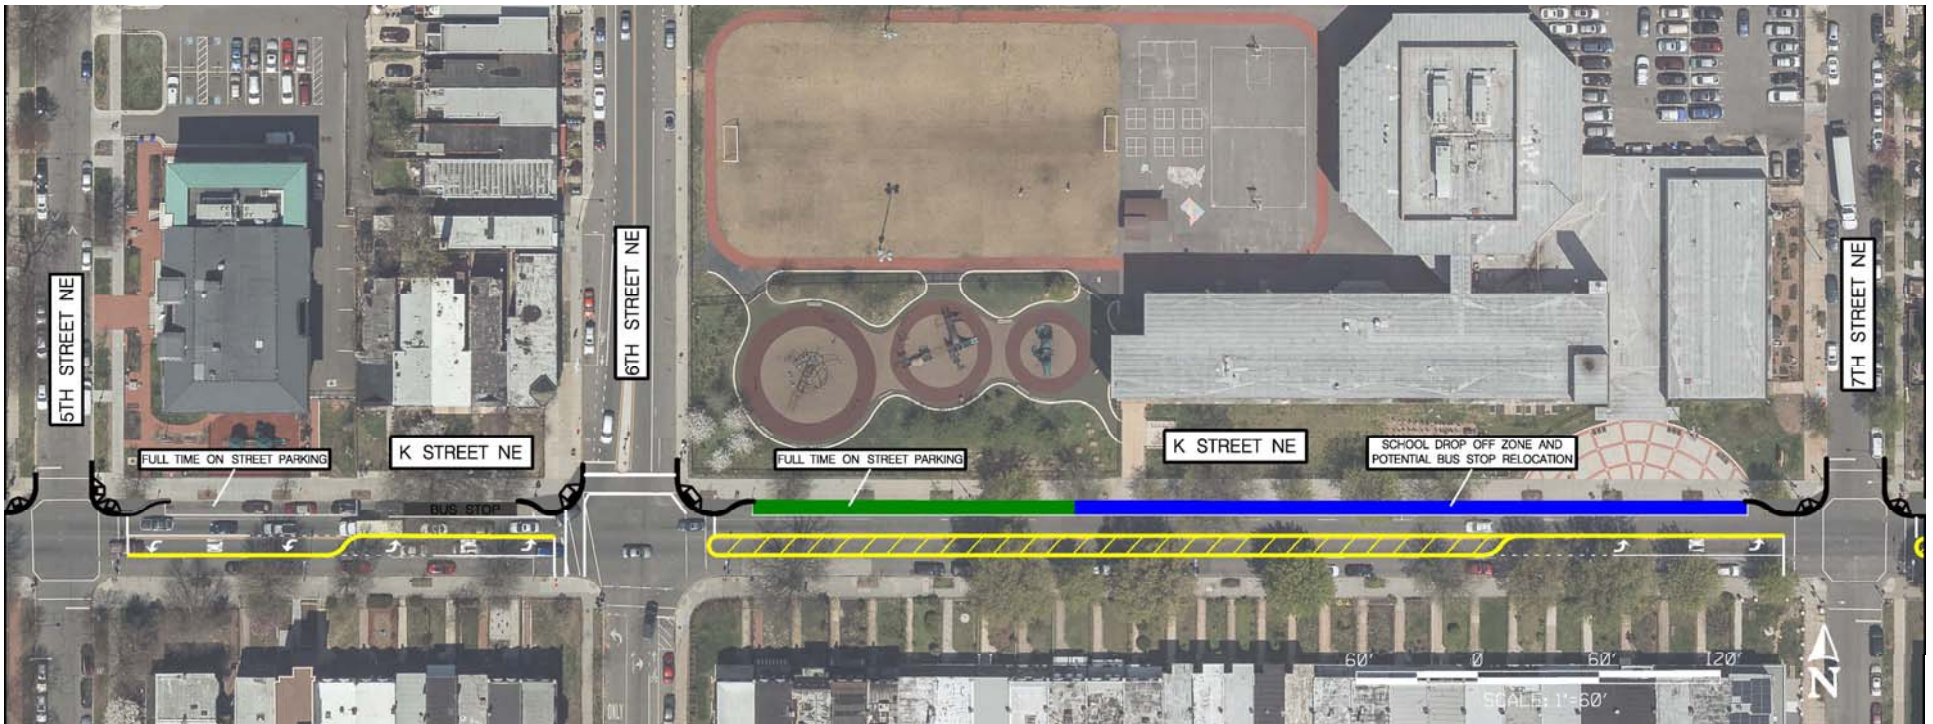 5TH STREET NE
FULL TIME ON STREET PARKING
K STREET NE
BUS STOP
6TH STREET NE
FULL TIME ON STREET PARKING
K STREET NE
SCHOOL DROP OFF ZONE AND
POTENTIAL BUS STOP RELOCATION
7TH STREET NE
ONLY
60' 0 60' 120'
SCALE: 1"=60'
N